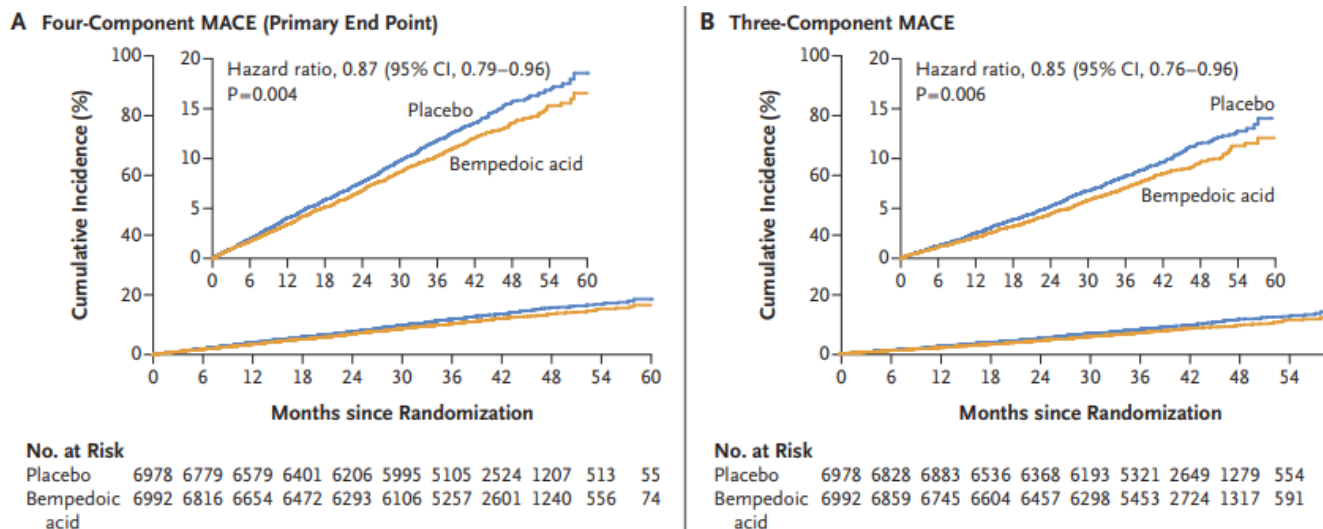 A Four-Component MACE (Primary End Point)
Cumulative Incidence (%)
100
80
60
40
20
0
20
15
10
5
0
Hazard ratio, 0.87 (95% CI, 0.79–0.96)
P=0.004
Placebo
Bempedoic acid
0 6 12 18 24 30 36 42 48 54 60
0 6 12 18 24 30 36 42 48 54 60
Months since Randomization
No. at Risk
Placebo 6978 6779 6579 6401 6206 5995 5105 2524 1207 513 55
Bempedoic 6992 6816 6654 6472 6293 6106 5257 2601 1240 556 74
acid
B Three-Component MACE
Cumulative Incidence (%)
100
80
60
40
20
0
20
15
10
5
0
Hazard ratio, 0.85 (95% CI, 0.76–0.96)
P=0.006
Placebo
Bempedoic acid
0 6 12 18 24 30 36 42 48 54 60
0 6 12 18 24 30 36 42 48 54
Months since Randomization
No. at Risk
Placebo 6978 6828 6883 6536 6368 6193 5321 2649 1279 554
Bempedoic 6992 6859 6745 6604 6457 6298 5453 2724 1317 591
acid